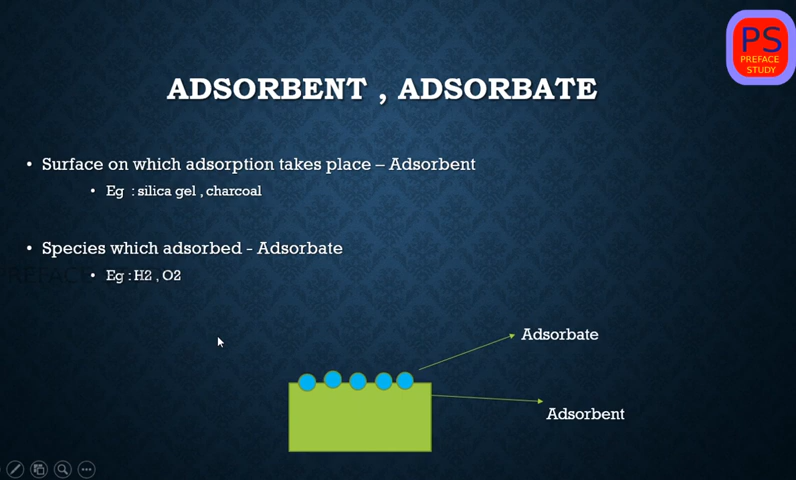 PS
PREFACE
STUDY
ADSORBENT , ADSORBATE
• Surface on which adsorption takes place – Adsorbent
• Eg : silica gel , charcoal
• Species which adsorbed - Adsorbate
• Eg : H2 , O2
Adsorbate
Adsorbent